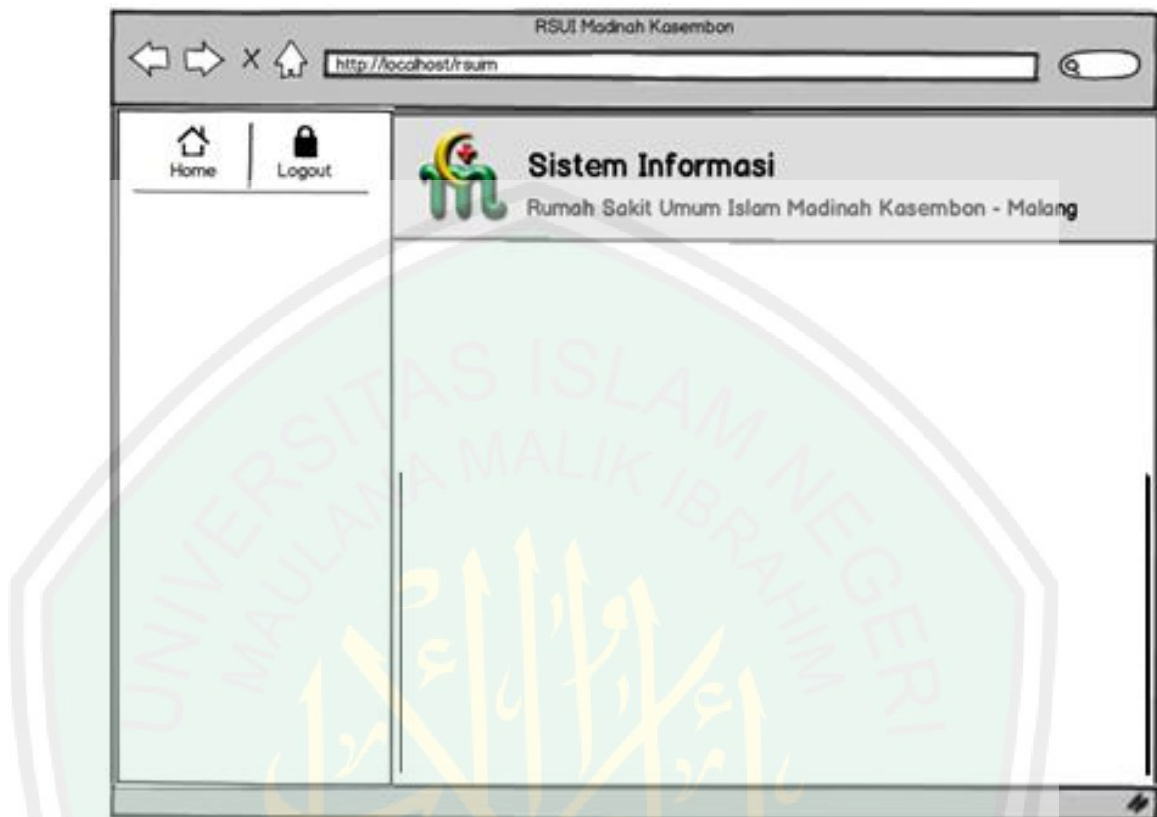 RSUI Madinah Kasembon
http://localhost/rsuim
Home
Logout
Sistem Informasi
Rumah Sakit Umum Islam Madinah Kasembon - Malang
UNIVERSITAS ISLAM NEGERI
MAULANA MALIK IBRAHIM